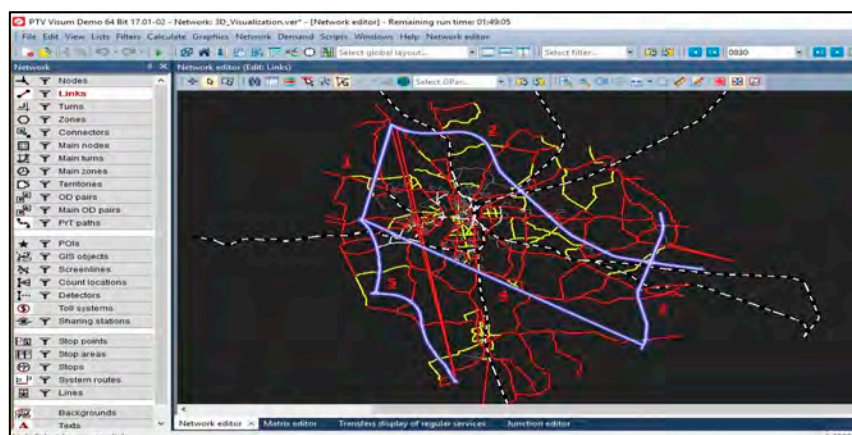 PTV Visum Demo 64 Bit 17.01-02 - Network: 3D_Visualization.ver* - [Network editor] - Remaining run time: 01:49:05
File Edit View Lists Filters Calculate Graphics Network Demand Scripts Windows Help Network editor
Select global layout...
Select filter...
0830
Network
Network editor (Edit: Links)
Select GPar...
Nodes
Links
Turns
Zones
Connectors
Main nodes
Main turns
Main zones
Territories
OD pairs
Main OD pairs
PrT paths
POIs
GIS objects
Screenlines
Count locations
Detectors
Toll systems
Sharing stations
Stop points
Stop areas
Stops
System routes
Lines
Backgrounds
Texts
1
2
3
4
Network editor
Matrix editor
Transfers display of regular services
Junction editor